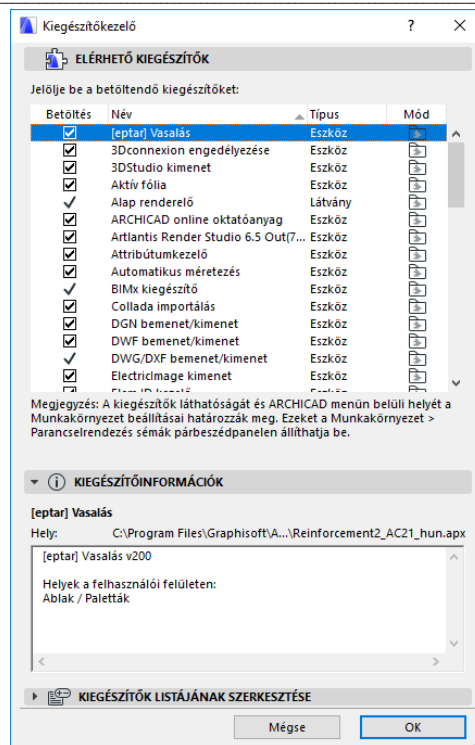 Kiegészítőkezelő
ELÉRHETŐ KIEGÉSZÍTŐK
Jelölje be a betöltendő kiegészítőket:
Betöltés Név Típus Mód
[eptar] Vasalás Eszköz
3Dconnexion engedélyezése Eszköz
3DStudio kimenet Eszköz
Aktív fólia Eszköz
Alap renderelő Látvány
ARCHICAD online oktatóanyag Eszköz
Artlantis Render Studio 6.5 Out(7... Eszköz
Attribútumkezelő Eszköz
Automatikus méretezés Eszköz
BIMx kiegészítő Eszköz
Collada importálás Eszköz
DGN bemenet/kimenet Eszköz
DWF bemenet/kimenet Eszköz
DWG/DXF bemenet/kimenet Eszköz
ElectricImage kimenet Eszköz
Megjegyzés: A kiegészítők láthatóságát és ARCHICAD menün belüli helyét a
Munkakörnyezet beállításai határozzák meg. Ezeket a Munkakörnyezet >
Parancselrendezés sémák párbeszédpanelen állíthatja be.
KIEGÉSZÍTŐINFORMÁCIÓK
[eptar] Vasalás
Hely: C:\Program Files\Graphisoft\A...\Reinforcement2_AC21_hun.apx
[eptar] Vasalás v200
Helyek a felhasználói felületen:
Ablak / Paletták
KIEGÉSZÍTŐK LISTÁJÁNAK SZERKESZTÉSE
Mégse OK